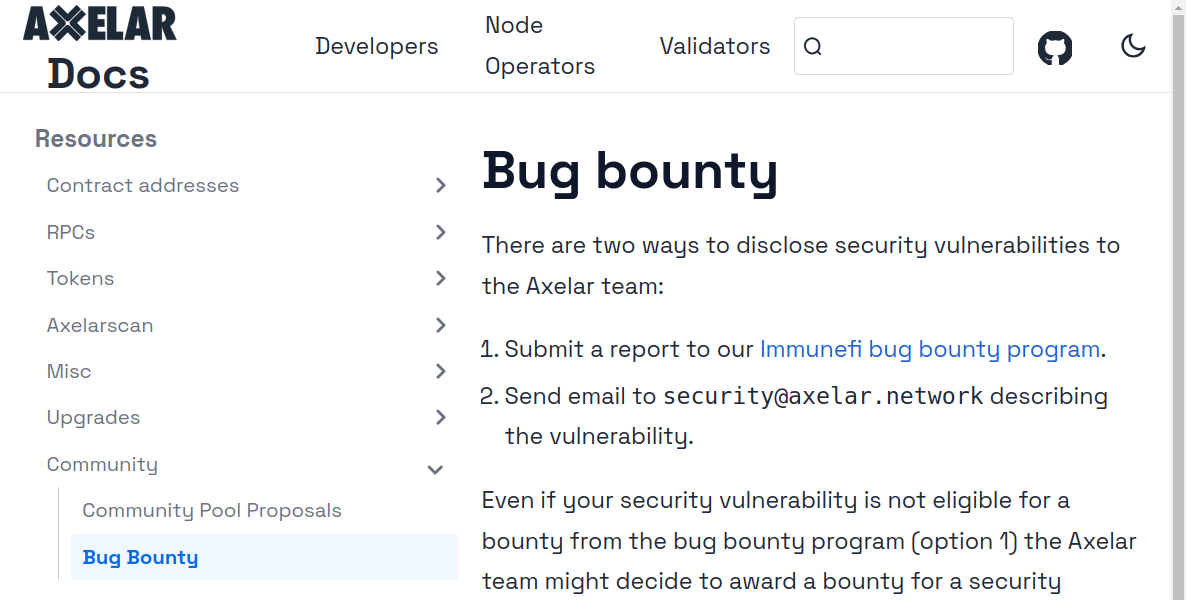 AXELAR
Docs
Developers
Node
Operators
Validators
Resources
Contract addresses
RPCs
Tokens
Axelarscan
Misc
Upgrades
Community
Community Pool Proposals
Bug Bounty
Bug bounty
There are two ways to disclose security vulnerabilities to
the Axelar team:
1. Submit a report to our Immunefi bug bounty program.
2. Send email to security@axelar.network describing
the vulnerability.
Even if your security vulnerability is not eligible for a
bounty from the bug bounty program (option 1) the Axelar
team might decide to award a bounty for a security